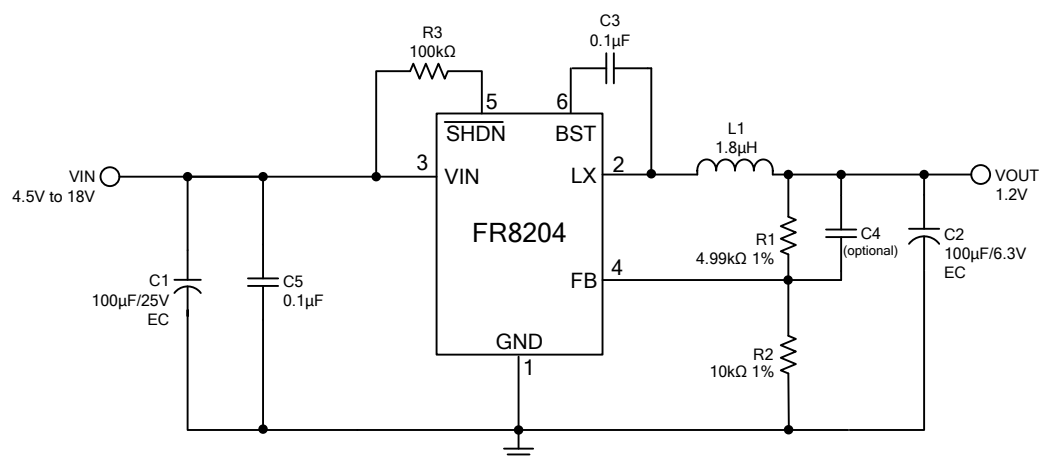 R3
100kΩ
C3
0.1μF
5
6
SHDN
BST
L1
1.8μH
3
VIN
LX
2
VIN
4.5V to 18V
VOUT
1.2V
FR8204
R1
4.99kΩ 1%
C4
(optional)
C2
100μF/6.3V
EC
FB
4
C1
100μF/25V
EC
C5
0.1μF
GND
1
R2
10kΩ 1%